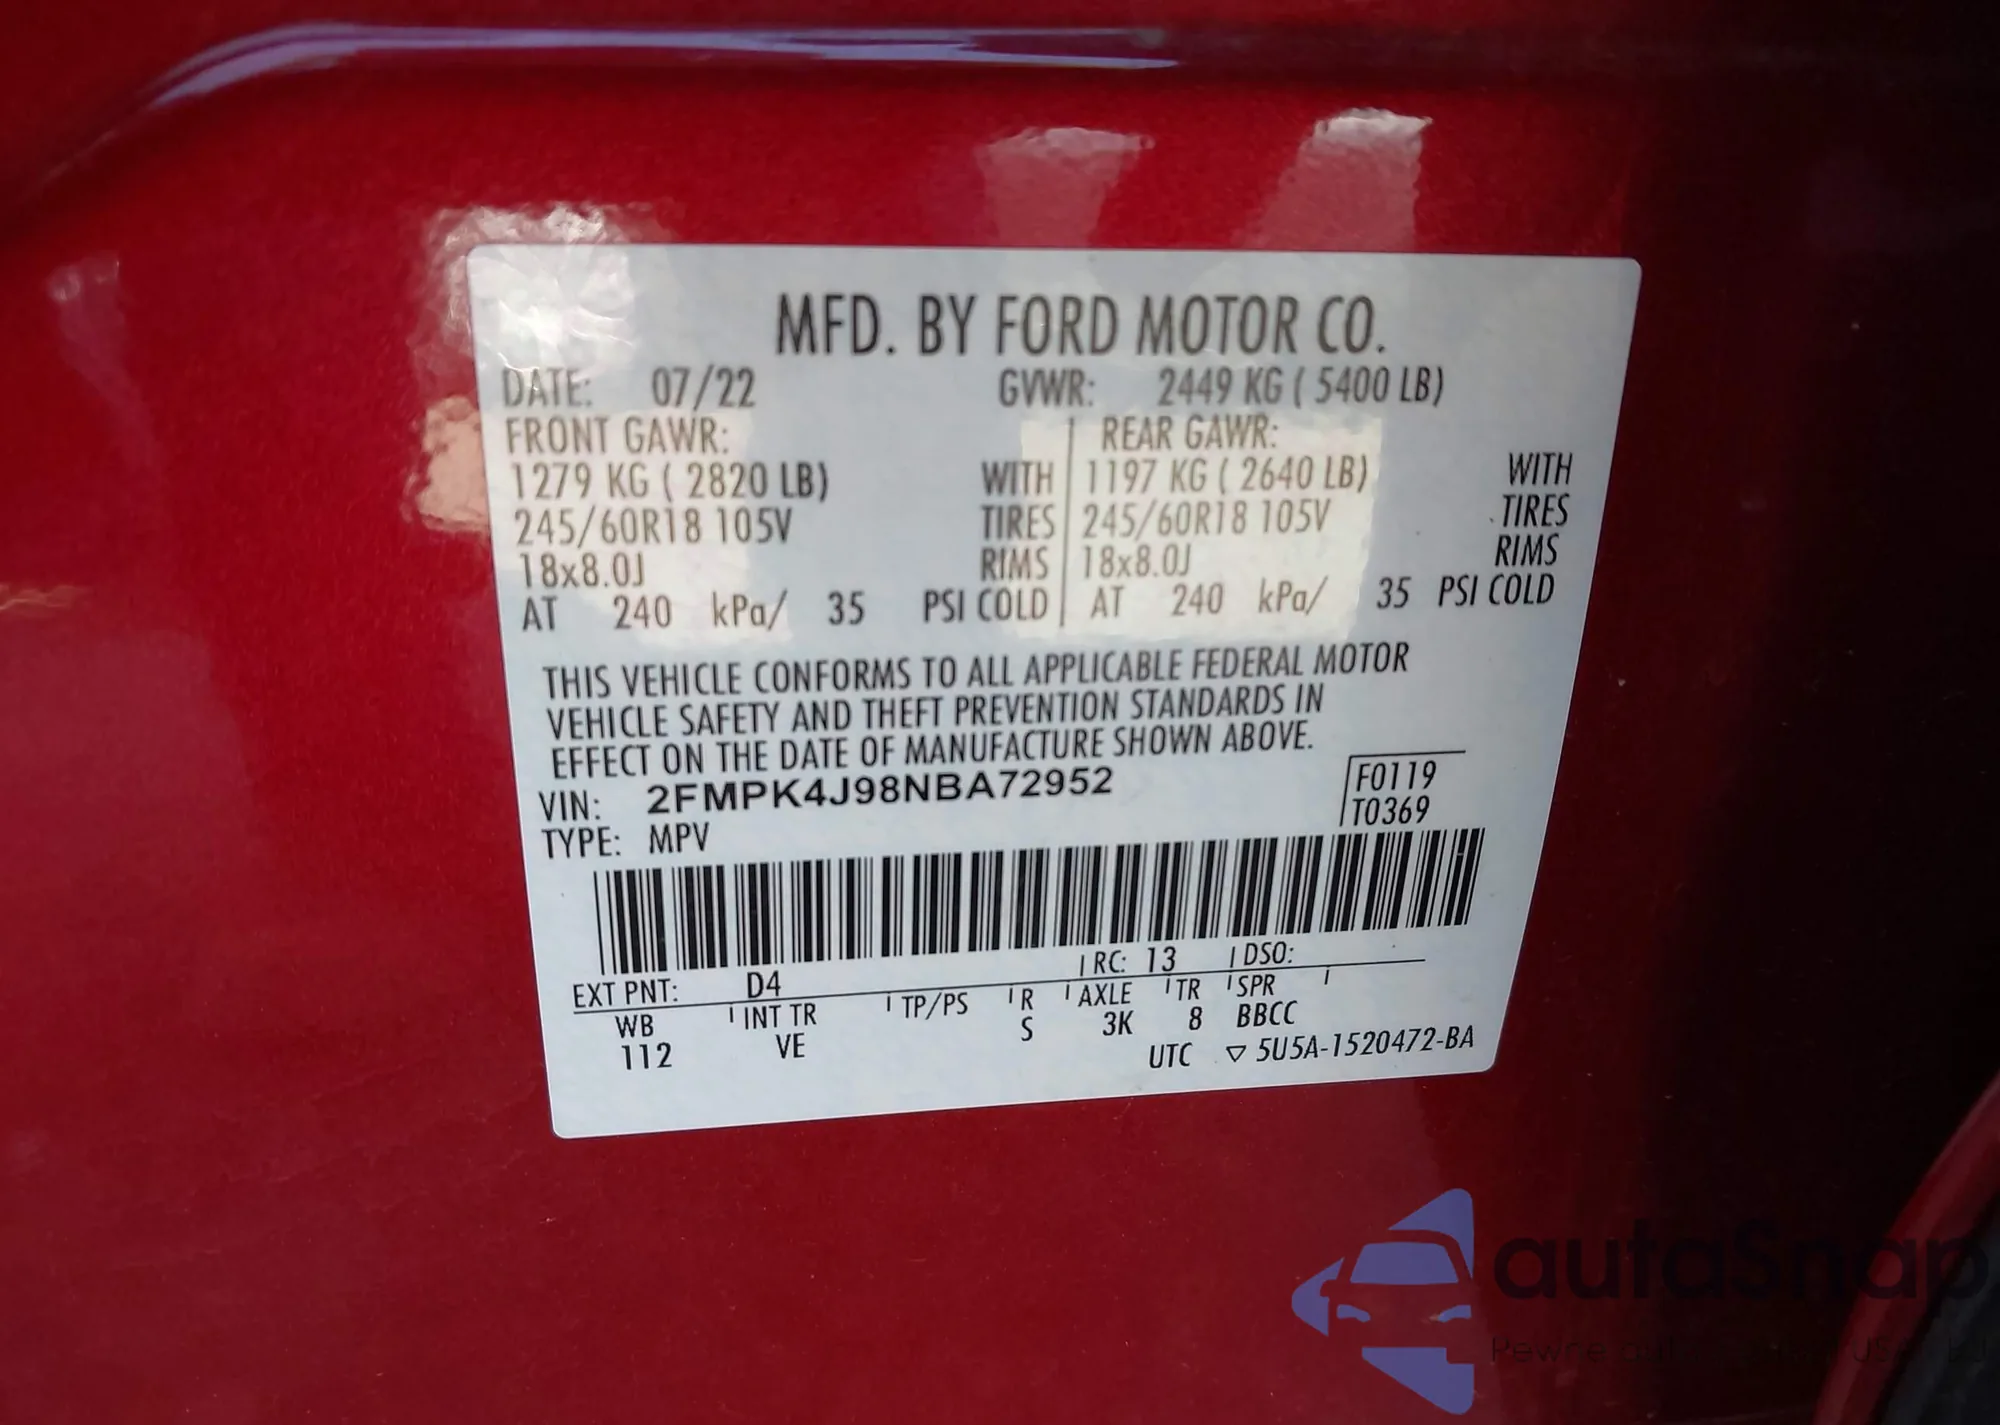 MFD. BY FORD MOTOR CO.
DATE: 07/22 GVWR: 2449 KG ( 5400 LB)
FRONT GAWR: REAR GAWR:
1279 KG ( 2820 LB) WITH 1197 KG ( 2640 LB) WITH
245/60R18 105V TIRES 245/60R18 105V TIRES
18x8.0J RIMS 18x8.0J RIMS
AT 240 kPa/ 35 PSI COLD AT 240 kPa/ 35 PSI COLD
THIS VEHICLE CONFORMS TO ALL APPLICABLE FEDERAL MOTOR
VEHICLE SAFETY AND THEFT PREVENTION STANDARDS IN
EFFECT ON THE DATE OF MANUFACTURE SHOWN ABOVE.
VIN: 2FMPK4J98NBA72952 F0119
TYPE: MPV T0369
EXT PNT: D4 RC: 13 DSO:
WB INT TR TP/PS R AXLE TR SPR
112 VE S 3K 8 BBCC
UTC ▽ 5U5A-1520472-BA
autaSnap
Pewne